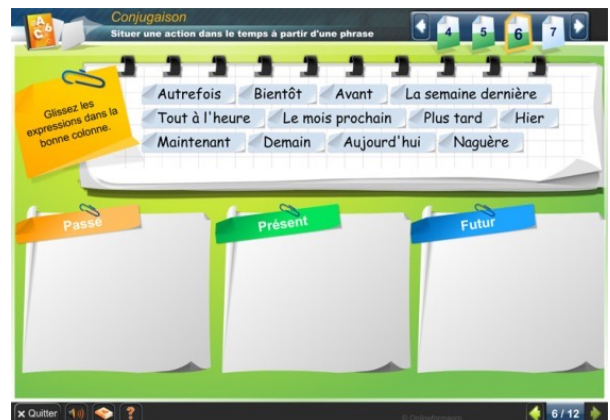 Conjugaison
Situer une action dans le temps à partir d'une phrase
4 5 6 7
Glissez les
expressions dans la
bonne colonne.
Autrefois Bientôt Avant La semaine dernière
Tout à l'heure Le mois prochain Plus tard Hier
Maintenant Demain Aujourd'hui Naguère
Passé Présent Futur
x Quitter ? 6 / 12